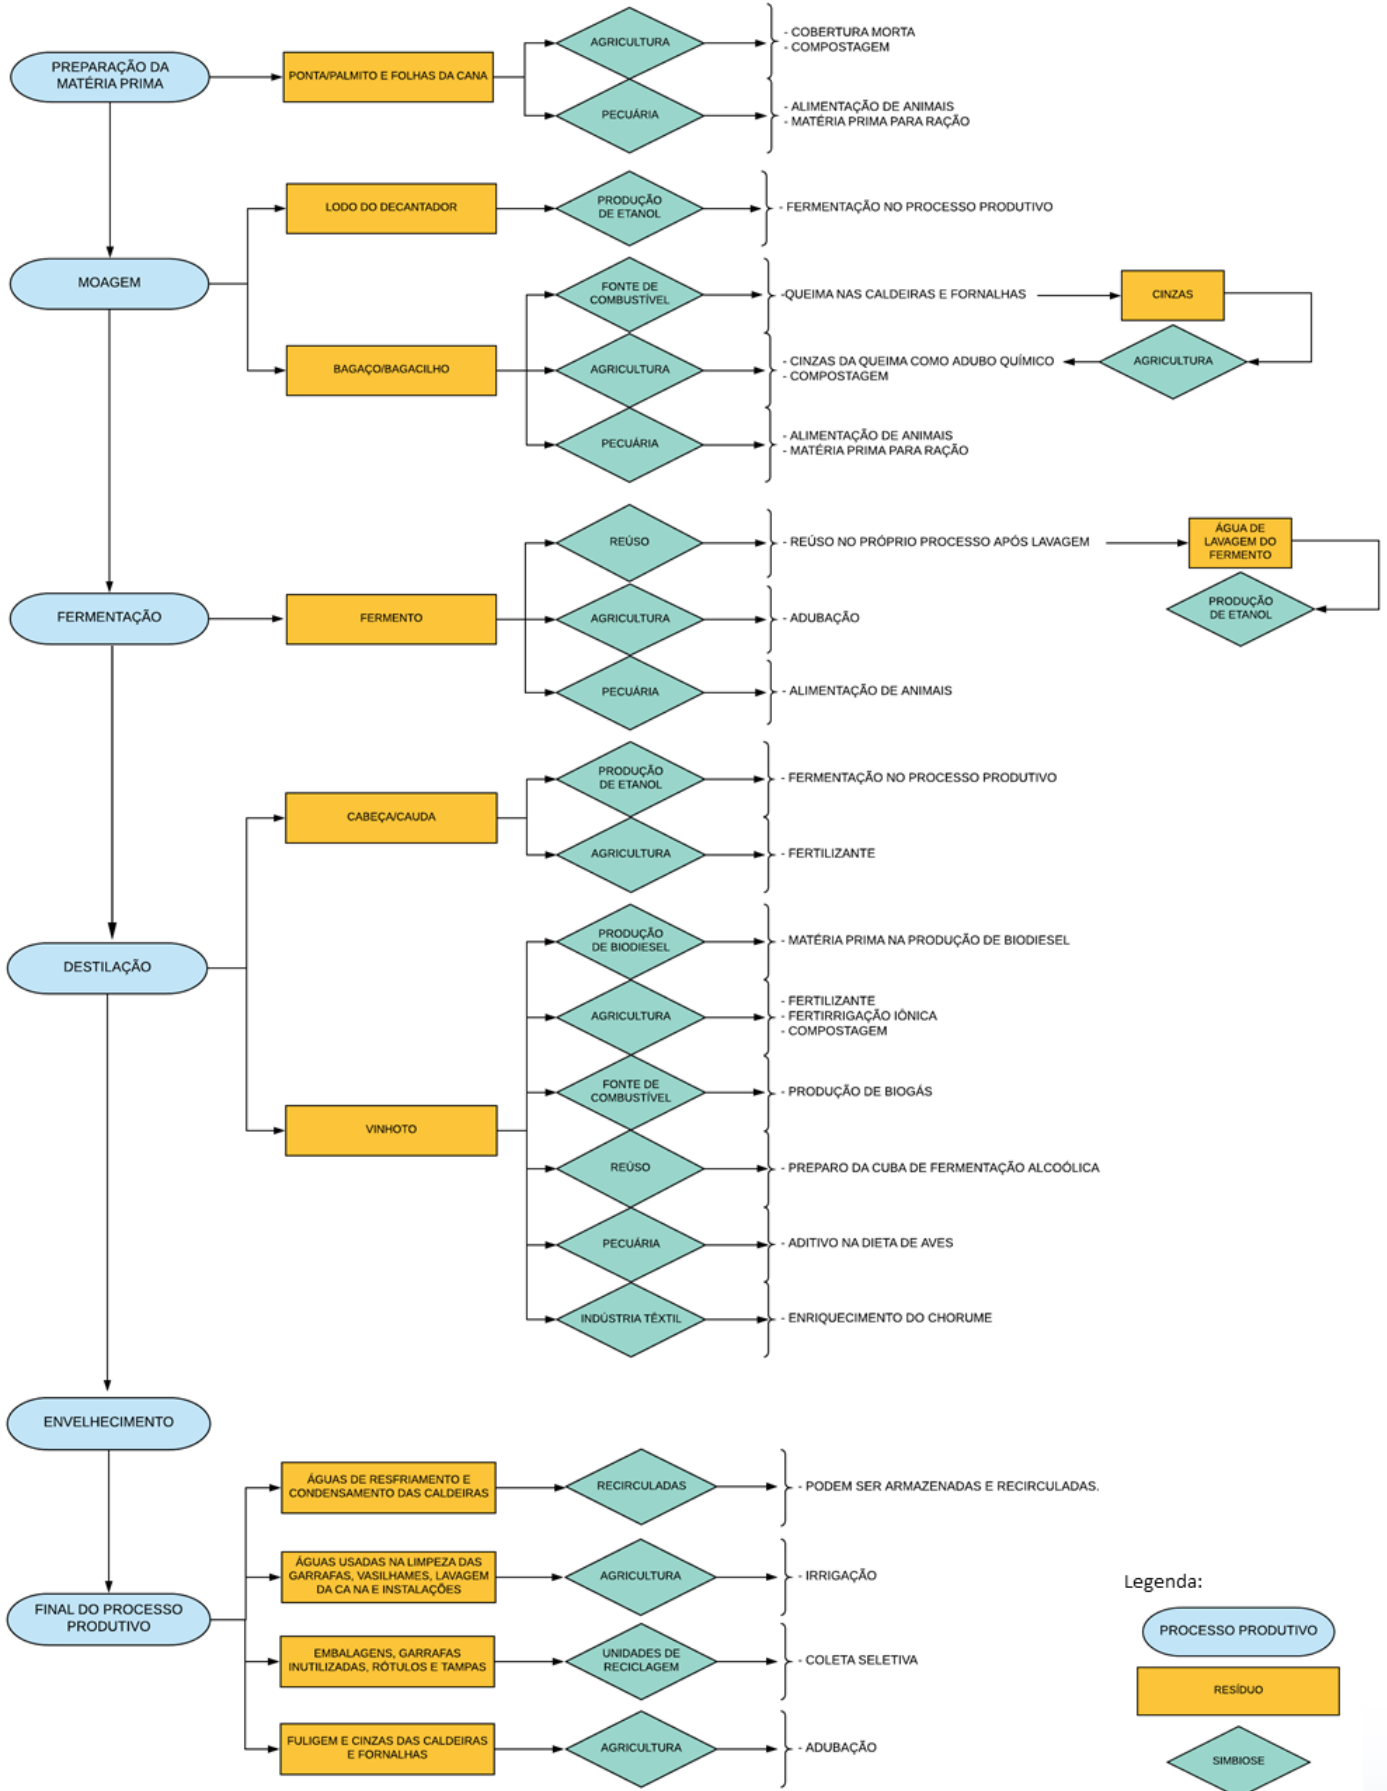 PREPARAÇÃO DA
MATÉRIA PRIMA
PONTA/PALMITO E FOLHAS DA CANA
AGRICULTURA
- COBERTURA MORTA
- COMPOSTAGEM
PECUÁRIA
- ALIMENTAÇÃO DE ANIMAIS
- MATÉRIA PRIMA PARA RAÇÃO
MOAGEM
LODO DO DECANTADOR
PRODUÇÃO
DE ETANOL
- FERMENTAÇÃO NO PROCESSO PRODUTIVO
BAGAÇO/BAGACILHO
FONTE DE
COMBUSTÍVEL
-QUEIMA NAS CALDEIRAS E FORNALHAS
CINZAS
AGRICULTURA
AGRICULTURA
- CINZAS DA QUEIMA COMO ADUBO QUÍMICO
- COMPOSTAGEM
PECUÁRIA
- ALIMENTAÇÃO DE ANIMAIS
- MATÉRIA PRIMA PARA RAÇÃO
FERMENTAÇÃO
FERMENTO
REÚSO
- REÚSO NO PRÓPRIO PROCESSO APÓS LAVAGEM
ÁGUA DE
LAVAGEM DO
FERMENTO
PRODUÇÃO
DE ETANOL
AGRICULTURA
- ADUBAÇÃO
PECUÁRIA
- ALIMENTAÇÃO DE ANIMAIS
DESTILAÇÃO
CABEÇA/CAUDA
PRODUÇÃO
DE ETANOL
- FERMENTAÇÃO NO PROCESSO PRODUTIVO
AGRICULTURA
- FERTILIZANTE
VINHOTO
PRODUÇÃO
DE BIODIESEL
- MATÉRIA PRIMA NA PRODUÇÃO DE BIODIESEL
AGRICULTURA
- FERTILIZANTE
- FERTIRRIGAÇÃO IÔNICA
- COMPOSTAGEM
FONTE DE
COMBUSTÍVEL
- PRODUÇÃO DE BIOGÁS
REÚSO
- PREPARO DA CUBA DE FERMENTAÇÃO ALCOÓLICA
PECUÁRIA
- ADITIVO NA DIETA DE AVES
INDÚSTRIA TÊXTIL
- ENRIQUECIMENTO DO CHORUME
ENVELHECIMENTO
FINAL DO PROCESSO
PRODUTIVO
ÁGUAS DE RESFRIAMENTO E
CONDENSAMENTO DAS CALDEIRAS
RECIRCULADAS
- PODEM SER ARMAZENADAS E RECIRCULADAS.
ÁGUAS USADAS NA LIMPEZA DAS
GARRAFAS, VASILHAMES, LAVAGEM
DA CA NA E INSTALAÇÕES
AGRICULTURA
- IRRIGAÇÃO
EMBALAGENS, GARRAFAS
INUTILIZADAS, RÓTULOS E TAMPAS
UNIDADES DE
RECICLAGEM
- COLETA SELETIVA
FULIGEM E CINZAS DAS CALDEIRAS
E FORNALHAS
AGRICULTURA
- ADUBAÇÃO
Legenda:
PROCESSO PRODUTIVO
RESÍDUO
SIMBIOSE